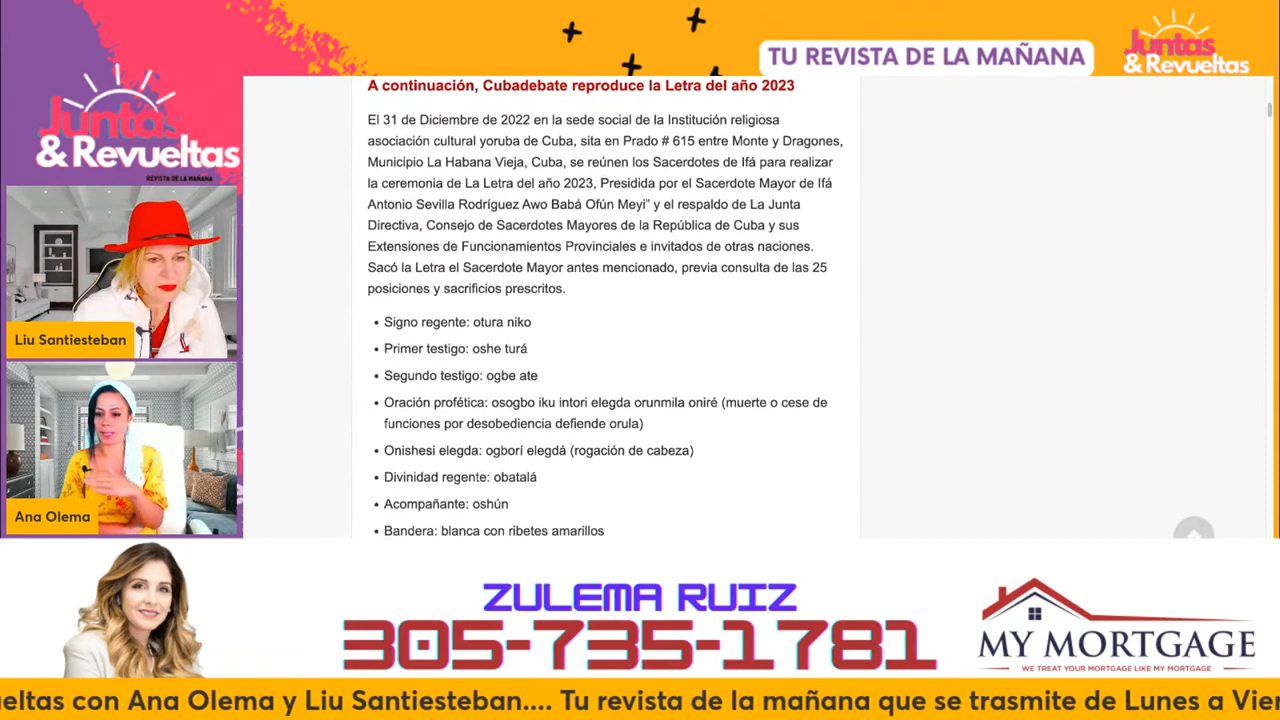 TU REVISTA DE LA MAÑANA
Juntas
& Revueltas
Juntas
& Revueltas
REVISTA DE LA MAÑANA
A continuación, Cubadebate reproduce la Letra del año 2023
El 31 de Diciembre de 2022 en la sede social de la Institución religiosa
asociación cultural yoruba de Cuba, sita en Prado # 615 entre Monte y Dragones,
Municipio La Habana Vieja, Cuba, se reúnen los Sacerdotes de Ifá para realizar
la ceremonia de La Letra del año 2023, Presidida por el Sacerdote Mayor de Ifá
Antonio Sevilla Rodríguez Awo Babá Ofún Meyi” y el respaldo de La Junta
Directiva, Consejo de Sacerdotes Mayores de la República de Cuba y sus
Extensiones de Funcionamientos Provinciales e invitados de otras naciones.
Sacó la Letra el Sacerdote Mayor antes mencionado, previa consulta de las 25
posiciones y sacrificios prescritos.
• Signo regente: otura niko
• Primer testigo: oshe turá
• Segundo testigo: ogbe ate
• Oración profética: osogbo iku intori elegda orunmila oniré (muerte o cese de
funciones por desobediencia defiende orula)
• Onishesi elegda: ogborí elegdá (rogación de cabeza)
• Divinidad regente: obatalá
• Acompañante: oshún
• Bandera: blanca con ribetes amarillos
Liu Santiesteban
Ana Olema
ZULEMA RUIZ
305-735-1781
MY MORTGAGE
WE TREAT YOUR MORTGAGE LIKE MY MORTGAGE
ueltas con Ana Olema y Liu Santiesteban.... Tu revista de la mañana que se trasmite de Lunes a Vier